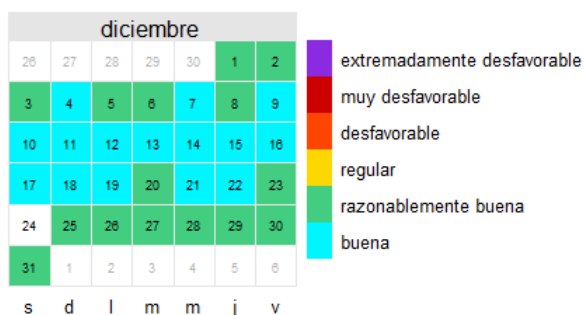 diciembre
26 27 28 29 30 1 2
3 4 5 6 7 8 9
10 11 12 13 14 15 16
17 18 19 20 21 22 23
24 25 26 27 28 29 30
31 1 2 3 4 5 6
s d l m m j v
extremadamente desfavorable
muy desfavorable
desfavorable
regular
razonablemente buena
buena